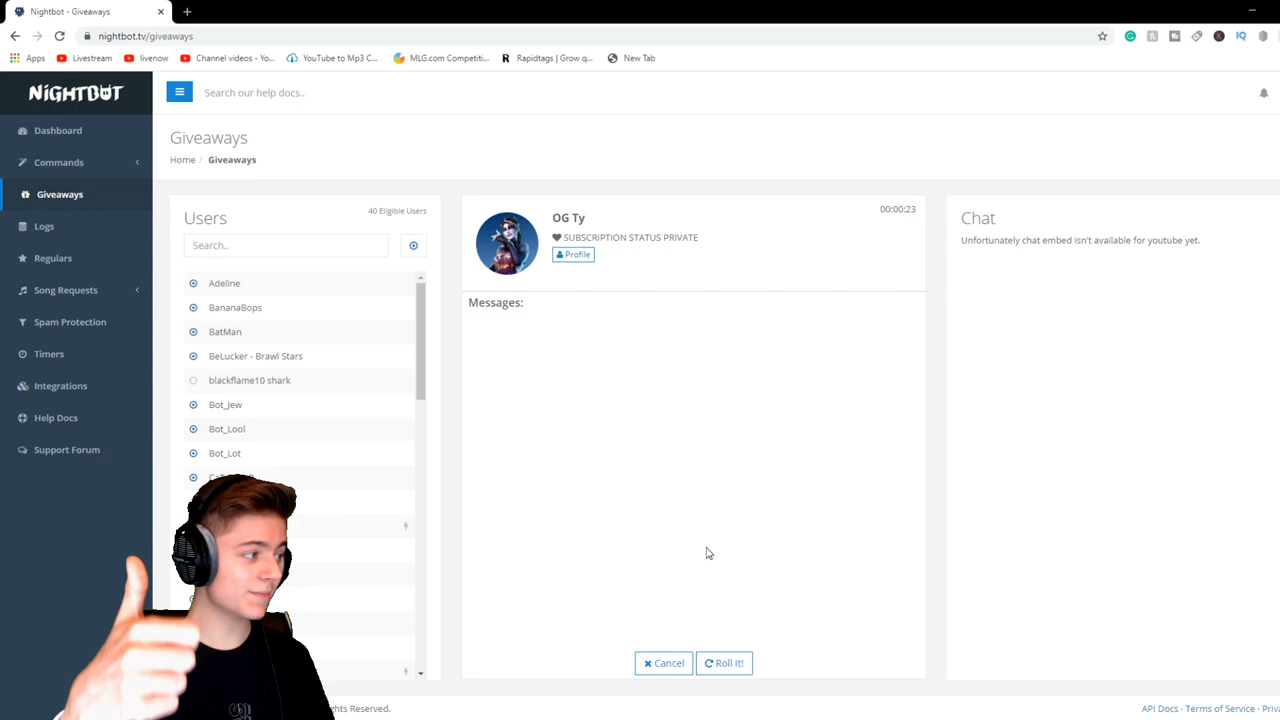 Nightbot - Giveaways
nightbot.tv/giveaways
Apps
Livestream
livenow
Channel videos - Yo...
YouTube to Mp3 C...
MLG.com Competiti...
Rapidtags | Grow q...
New Tab
NIGHTBOT
Search our help docs..
Dashboard
Commands
Giveaways
Logs
Regulars
Song Requests
Spam Protection
Timers
Integrations
Help Docs
Support Forum
Giveaways
Home / Giveaways
Users
40 Eligible Users
Search..
Adeline
BananaBops
BatMan
BeLucker - Brawl Stars
blackflame10 shark
Bot_Jew
Bot_Lool
Bot_Lot
OG Ty
00:00:23
SUBSCRIPTION STATUS PRIVATE
Profile
Messages:
Cancel
Roll It!
Chat
Unfortunately chat embed isn't available for youtube yet.
hts Reserved.
API Docs · Terms of Service · Priva